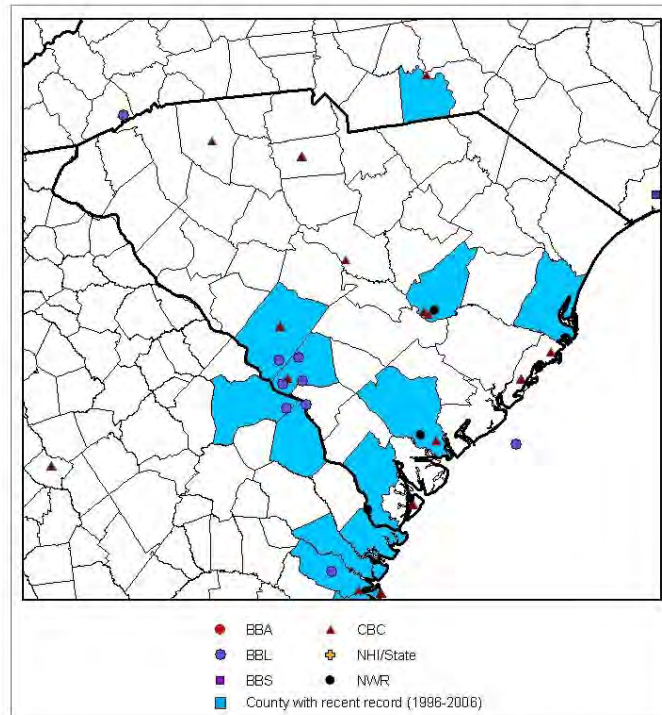 BBA CBC
BBL NHI/State
BBS NWR
County with recent record (1996-2006)